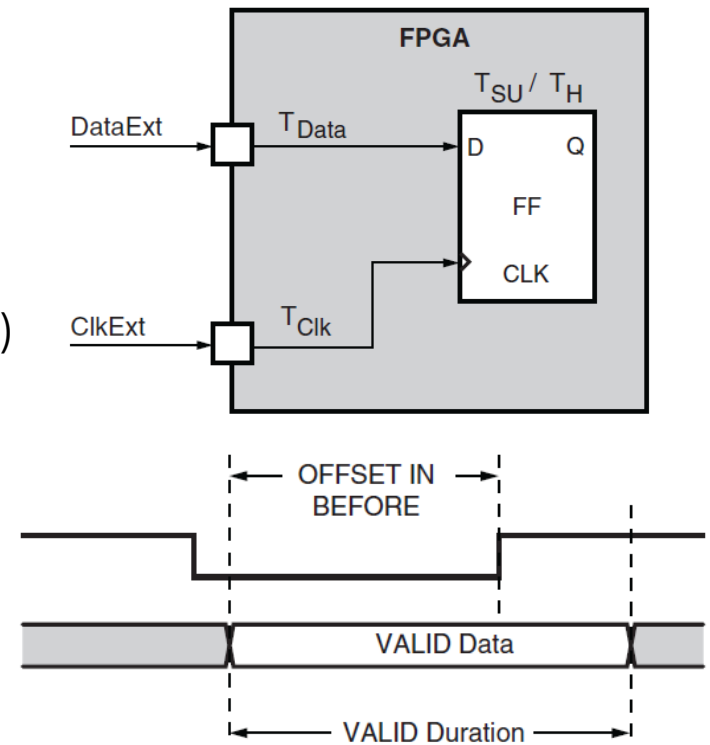 FPGA
TSU / TH
DataExt
TData
D
Q
FF
CLK
)
ClkExt
TClk
OFFSET IN
BEFORE
VALID Data
VALID Duration